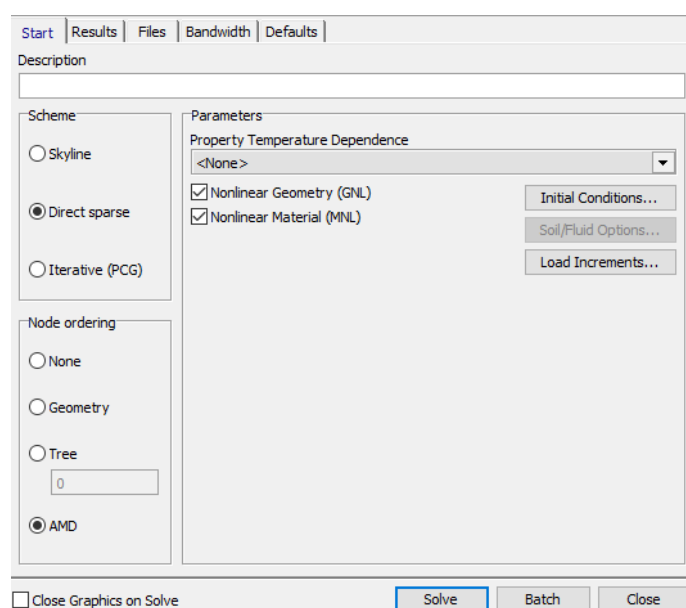 Start Results Files Bandwidth Defaults
Description
Scheme
Skyline
Direct sparse
Iterative (PCG)
Node ordering
None
Geometry
Tree
0
AMD
Parameters
Property Temperature Dependence
<None>
Nonlinear Geometry (GNL)
Nonlinear Material (MNL)
Initial Conditions...
Soil/Fluid Options...
Load Increments...
Close Graphics on Solve
Solve
Batch
Close